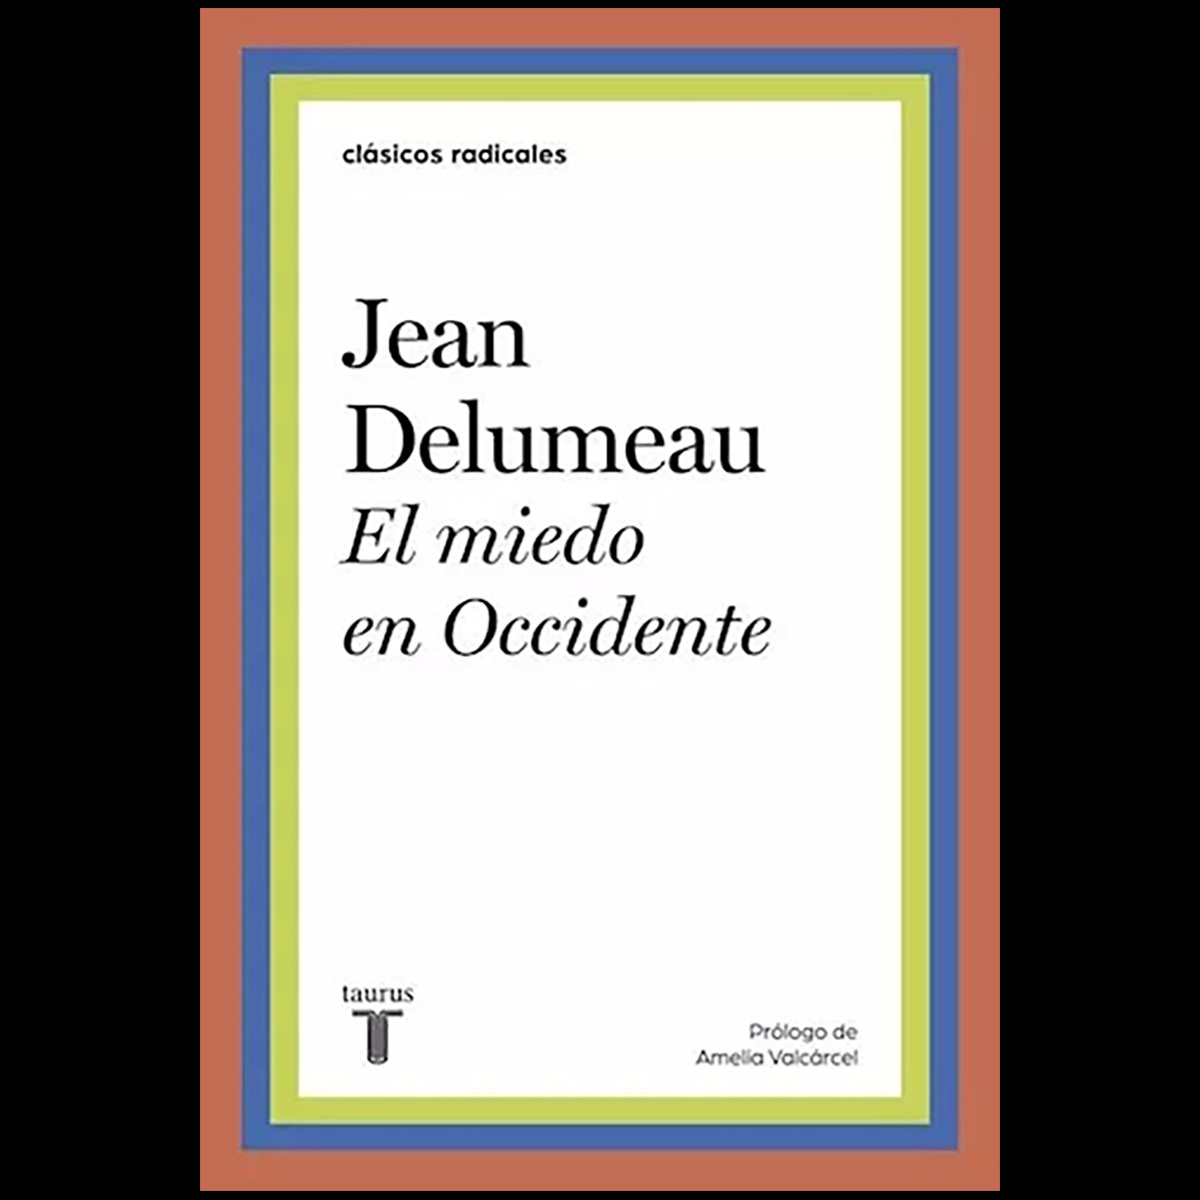 clásicos radicales
Jean
Delumeau
El miedo
en Occidente
taurus
Prólogo de
Amelia Valcárcel